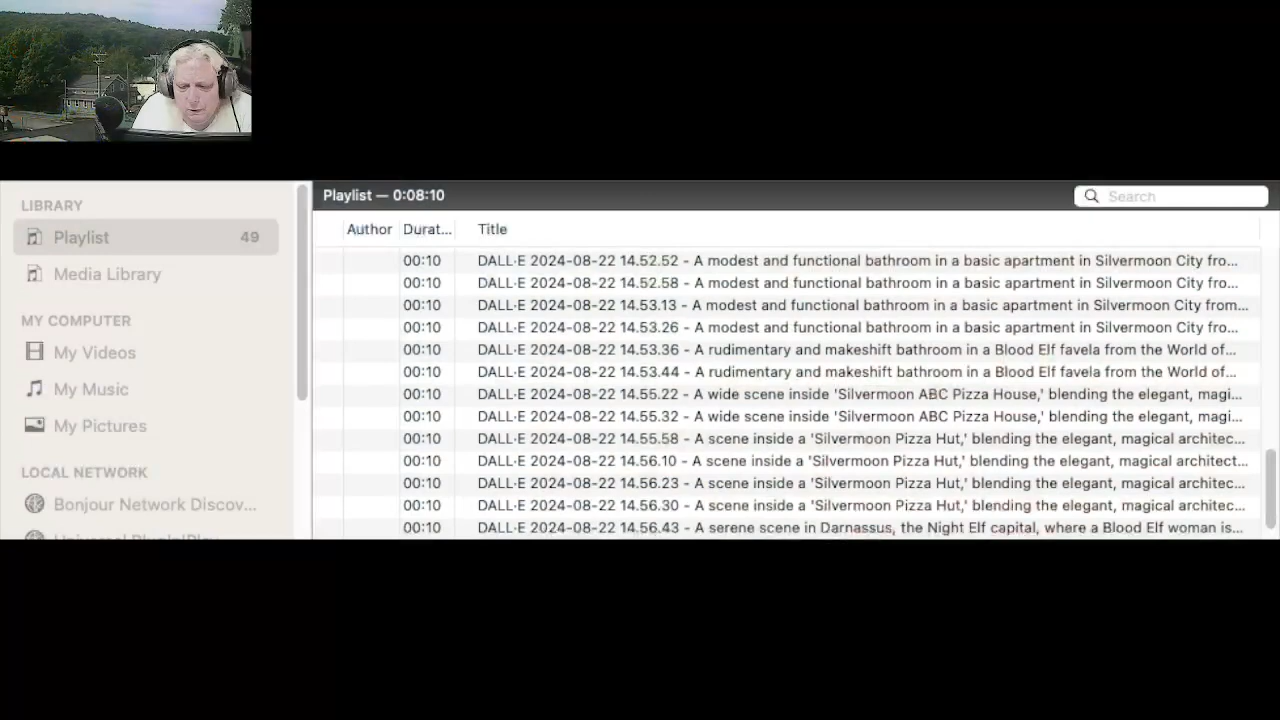 LIBRARY
Playlist 49
Media Library
MY COMPUTER
My Videos
My Music
My Pictures
LOCAL NETWORK
Bonjour Network Discov...
Playlist — 0:08:10
Search
Author Durat... Title
00:10 DALL·E 2024-08-22 14.52.52 - A modest and functional bathroom in a basic apartment in Silvermoon City fro...
00:10 DALL·E 2024-08-22 14.52.58 - A modest and functional bathroom in a basic apartment in Silvermoon City fro...
00:10 DALL·E 2024-08-22 14.53.13 - A modest and functional bathroom in a basic apartment in Silvermoon City from...
00:10 DALL·E 2024-08-22 14.53.26 - A modest and functional bathroom in a basic apartment in Silvermoon City fro...
00:10 DALL·E 2024-08-22 14.53.36 - A rudimentary and makeshift bathroom in a Blood Elf favela from the World of...
00:10 DALL·E 2024-08-22 14.53.44 - A rudimentary and makeshift bathroom in a Blood Elf favela from the World of...
00:10 DALL·E 2024-08-22 14.55.22 - A wide scene inside 'Silvermoon ABC Pizza House,' blending the elegant, magi...
00:10 DALL·E 2024-08-22 14.55.32 - A wide scene inside 'Silvermoon ABC Pizza House,' blending the elegant, magi...
00:10 DALL·E 2024-08-22 14.55.58 - A scene inside a 'Silvermoon Pizza Hut,' blending the elegant, magical architec...
00:10 DALL·E 2024-08-22 14.56.10 - A scene inside a 'Silvermoon Pizza Hut,' blending the elegant, magical architect...
00:10 DALL·E 2024-08-22 14.56.23 - A scene inside a 'Silvermoon Pizza Hut,' blending the elegant, magical architec...
00:10 DALL·E 2024-08-22 14.56.30 - A scene inside a 'Silvermoon Pizza Hut,' blending the elegant, magical architec...
00:10 DALL·E 2024-08-22 14.56.43 - A serene scene in Darnassus, the Night Elf capital, where a Blood Elf woman is...